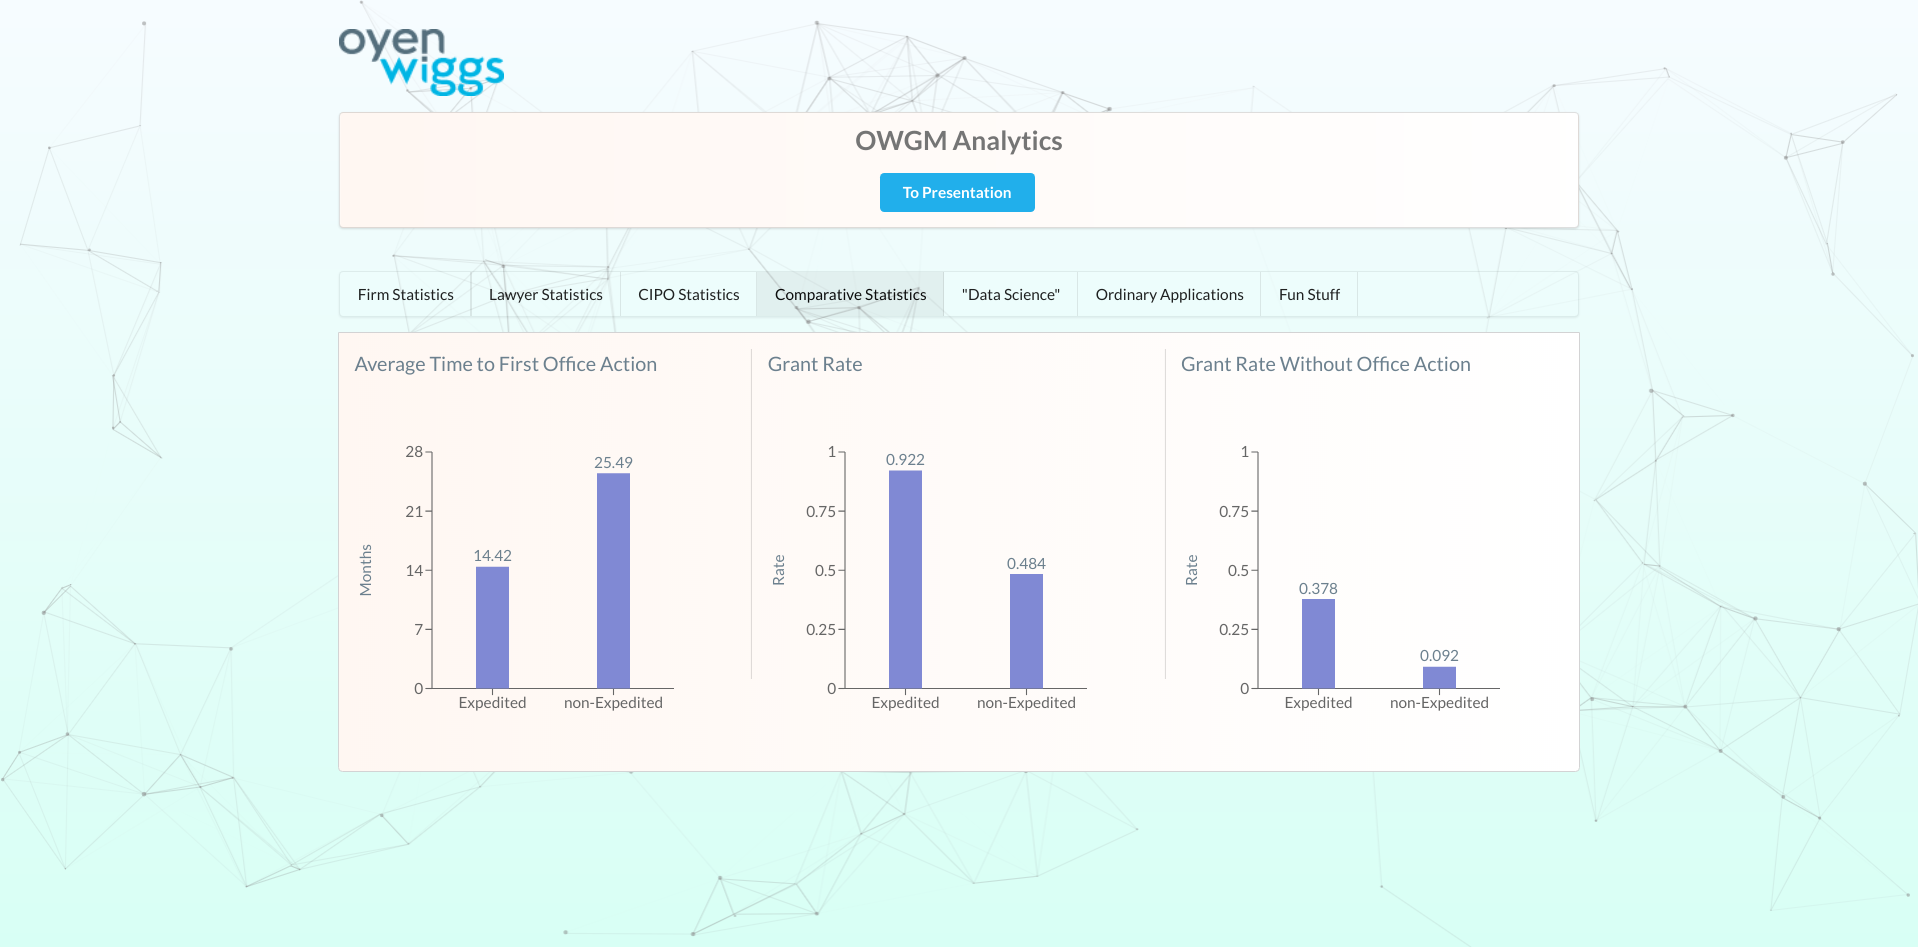 oyen
wiggs
OWGM Analytics
To Presentation
Firm Statistics Lawyer Statistics CIPO Statistics Comparative Statistics "Data Science" Ordinary Applications Fun Stuff
Average Time to First Office Action
28
21
14
7
0
Months
14.42
25.49
Expedited non-Expedited
Grant Rate
1
0.75
0.5
0.25
0
Rate
0.922
0.484
Expedited non-Expedited
Grant Rate Without Office Action
1
0.75
0.5
0.25
0
Rate
0.378
0.092
Expedited non-Expedited